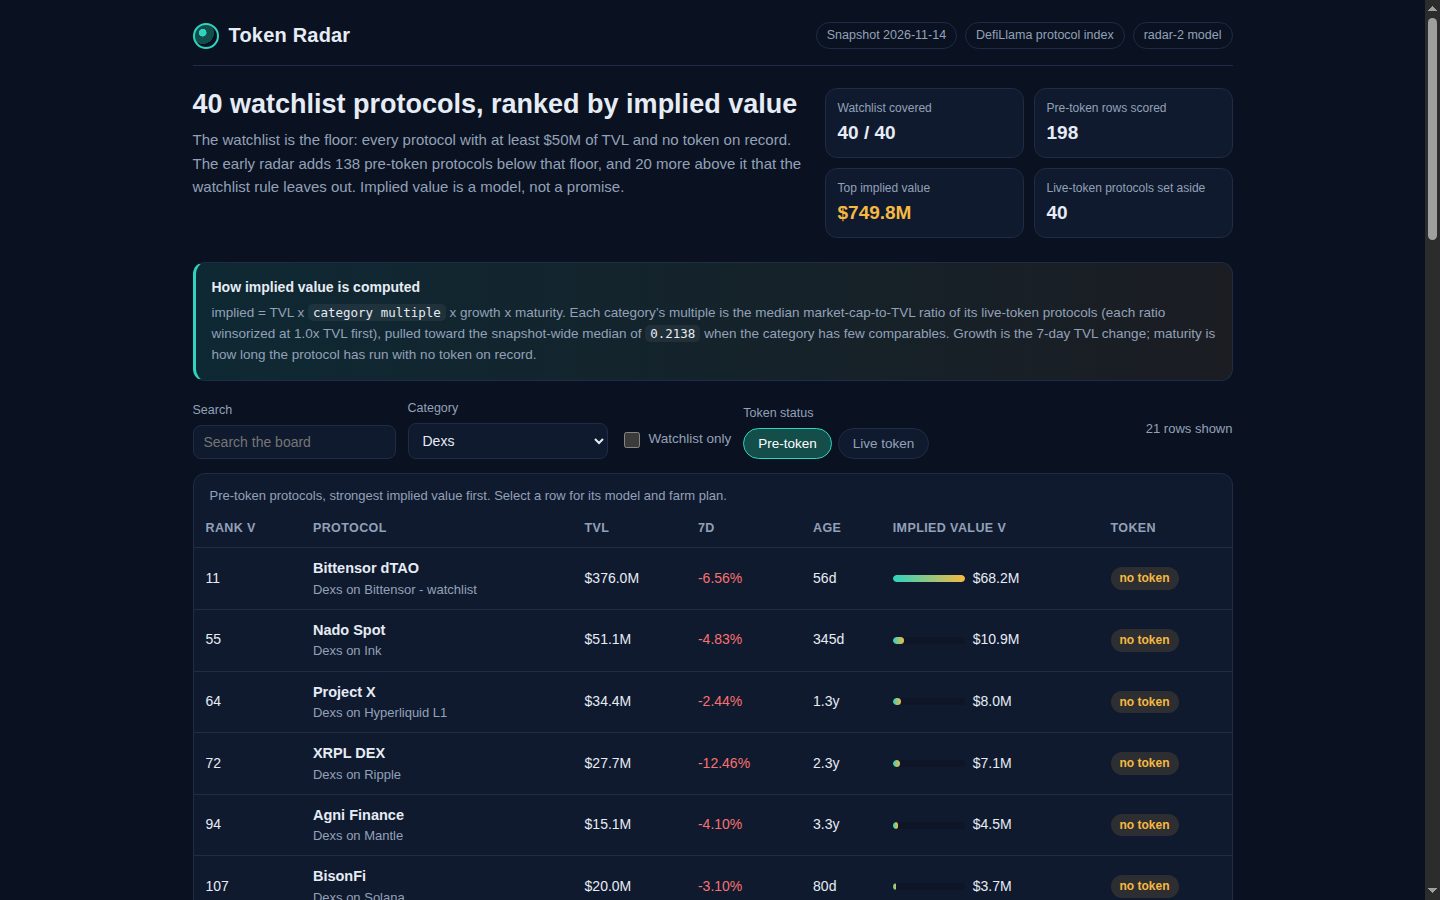 Token Radar
Snapshot 2026-11-14
DefiLlama protocol index
radar-2 model
40 watchlist protocols, ranked by implied value
The watchlist is the floor: every protocol with at least $50M of TVL and no token on record.
The early radar adds 138 pre-token protocols below that floor, and 20 more above it that the
watchlist rule leaves out. Implied value is a model, not a promise.
Watchlist covered
40 / 40
Pre-token rows scored
198
Top implied value
$749.8M
Live-token protocols set aside
40
How implied value is computed
implied = TVL x category multiple x growth x maturity. Each category's multiple is the median market-cap-to-TVL ratio of its live-token protocols (each ratio
winsorized at 1.0x TVL first), pulled toward the snapshot-wide median of 0.2138 when the category has few comparables. Growth is the 7-day TVL change; maturity is
how long the protocol has run with no token on record.
Search
Search the board
Category
Dexs
Watchlist only
Token status
Pre-token
Live token
21 rows shown
Pre-token protocols, strongest implied value first. Select a row for its model and farm plan.
RANK V PROTOCOL TVL 7D AGE IMPLIED VALUE V TOKEN
11 Bittensor dTAO $376.0M -6.56% 56d $68.2M no token
Dexs on Bittensor - watchlist
55 Nado Spot $51.1M -4.83% 345d $10.9M no token
Dexs on Ink
64 Project X $34.4M -2.44% 1.3y $8.0M no token
Dexs on Hyperliquid L1
72 XRPL DEX $27.7M -12.46% 2.3y $7.1M no token
Dexs on Ripple
94 Agni Finance $15.1M -4.10% 3.3y $4.5M no token
Dexs on Mantle
107 BisonFi $20.0M -3.10% 80d $3.7M no token
Dexs on Solana